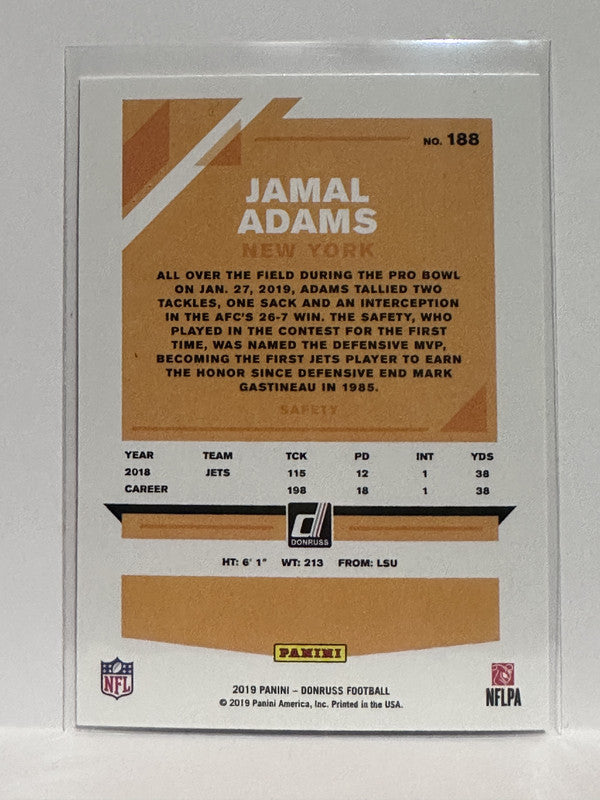 NO. 188
JAMAL
ADAMS
NEW YORK
ALL OVER THE FIELD DURING THE PRO BOWL
ON JAN. 27, 2019, ADAMS TALLIED TWO
TACKLES, ONE SACK AND AN INTERCEPTION
IN THE AFC'S 26-7 WIN. THE SAFETY, WHO
PLAYED IN THE CONTEST FOR THE FIRST
TIME, WAS NAMED THE DEFENSIVE MVP,
BECOMING THE FIRST JETS PLAYER TO EARN
THE HONOR SINCE DEFENSIVE END MARK
GASTINEAU IN 1985.
SAFETY
YEAR TEAM TCK PD INT YDS
2018 JETS 115 12 1 38
CAREER 198 18 1 38
d
DONRUSS
HT: 6' 1" WT: 213 FROM: LSU
PANINI
NFL
2019 PANINI – DONRUSS FOOTBALL
© 2019 Panini America, Inc. Printed in the USA.
NFLPA